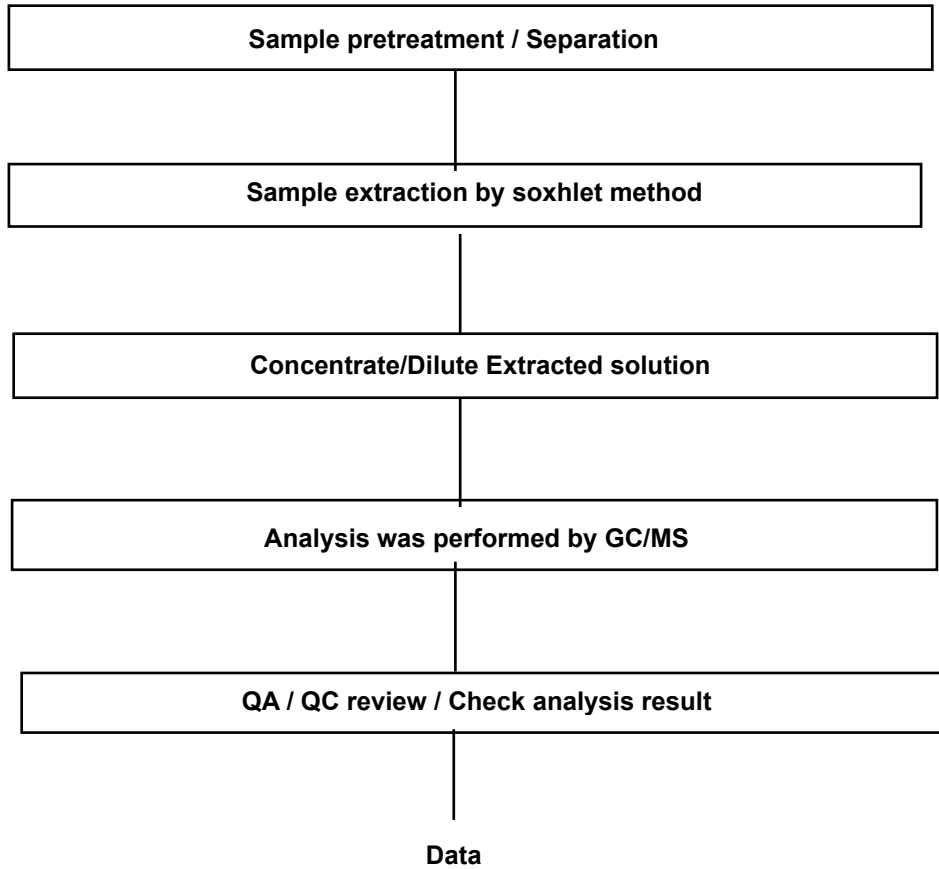 Sample pretreatment / Separation
Sample extraction by soxhlet method
Concentrate/Dilute Extracted solution
Analysis was performed by GC/MS
QA / QC review / Check analysis result
Data